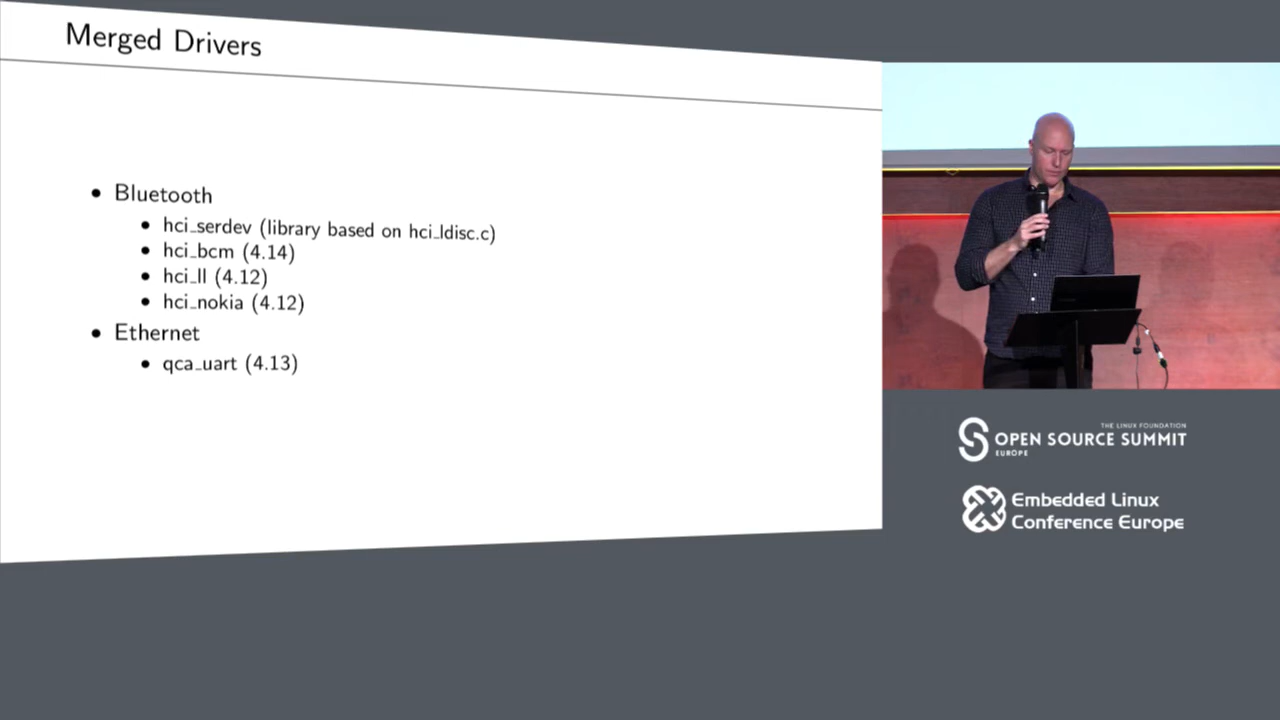 Merged Drivers
• Bluetooth
• hci_serdev (library based on hci_ldisc.c)
• hci_bcm (4.14)
• hci_ll (4.12)
• hci_nokia (4.12)
• Ethernet
• qca_uart (4.13)
THE LINUX FOUNDATION
OPEN SOURCE SUMMIT
EUROPE
Embedded Linux
Conference Europe